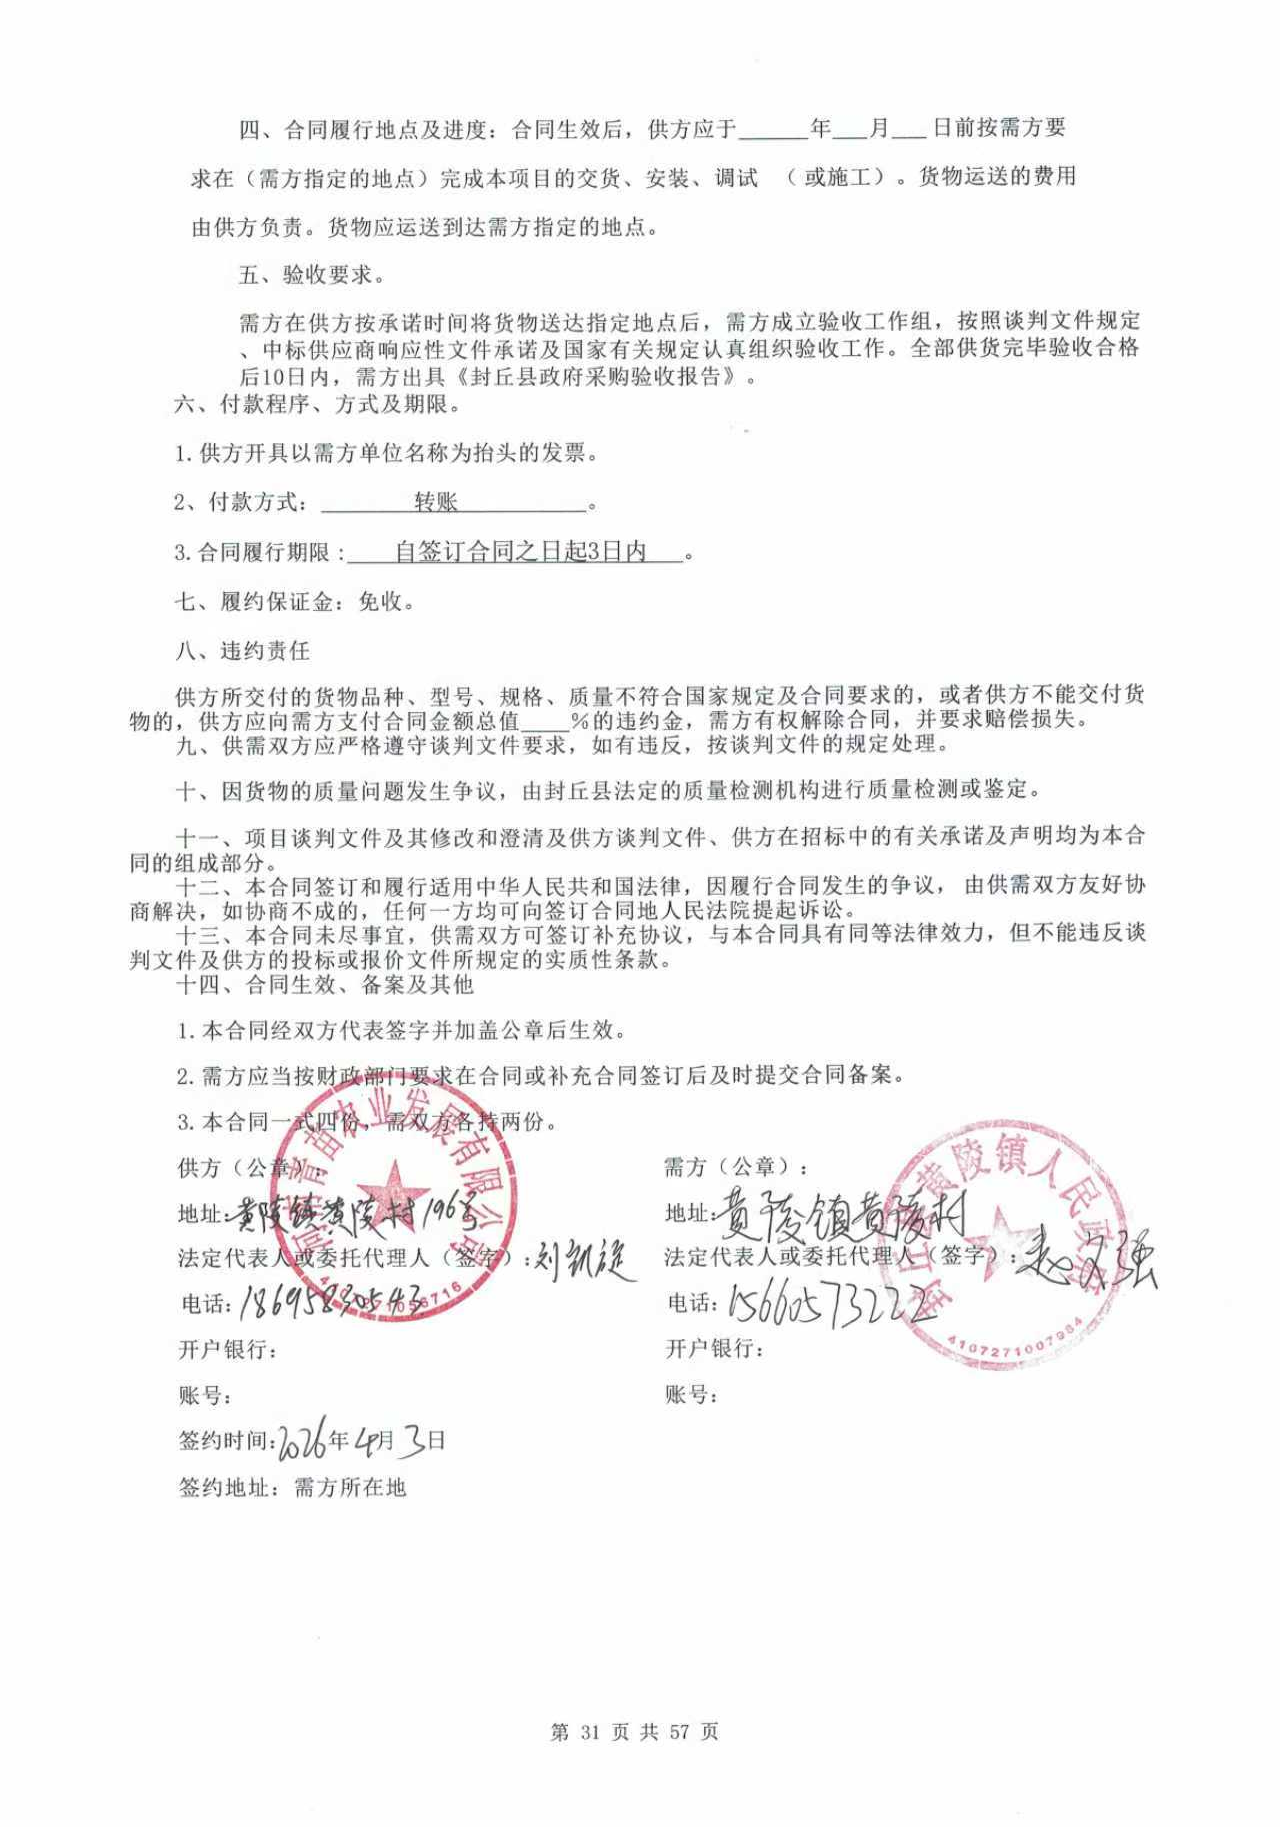 四、合同履行地点及进度：合同生效后，供方应于______年___月___日前按需方要
求在（需方指定的地点）完成本项目的交货、安装、调试 （或施工）。货物运送的费用
由供方负责。货物应运送到达需方指定的地点。
五、验收要求。
需方在供方按承诺时间将货物送达指定地点后，需方成立验收工作组，按照谈判文件规定
、中标供应商响应性文件承诺及国家有关规定认真组织验收工作。全部供货完毕验收合格
后10日内，需方出具《封丘县政府采购验收报告》。
六、付款程序、方式及期限。
1.供方开具以需方单位名称为抬头的发票。
2、付款方式：转账。
3.合同履行期限：自签订合同之日起3日内。
七、履约保证金：免收。
八、违约责任
供方所交付的货物品种、型号、规格、质量不符合国家规定及合同要求的，或者供方不能交付货
物的，供方应向需方支付合同金额总值____%的违约金，需方有权解除合同，并要求赔偿损失。
九、供需双方应严格遵守谈判文件要求，如有违反，按谈判文件的规定处理。
十、因货物的质量问题发生争议，由封丘县法定的质量检测机构进行质量检测或鉴定。
十一、项目谈判文件及其修改和澄清及供方谈判文件、供方在招标中的有关承诺及声明均为本合
同的组成部分。
十二、本合同签订和履行适用中华人民共和国法律，因履行合同发生的争议， 由供需双方友好协
商解决，如协商不成的，任何一方均可向签订合同地人民法院提起诉讼。
十三、本合同未尽事宜，供需双方可签订补充协议，与本合同具有同等法律效力，但不能违反谈
判文件及供方的投标或报价文件所规定的实质性条款。
十四、合同生效、备案及其他
1.本合同经双方代表签字并加盖公章后生效。
2.需方应当按财政部门要求在合同或补充合同签订后及时提交合同备案。
3.本合同一式四份，需双方各持两份。
供方（公章）：
地址:黄陵镇黄陵村196号
法定代表人或委托代理人（签字）:刘凯旋
电话:18695830543
开户银行：
账号：
签约时间:2026年4月3日
签约地址：需方所在地
需方（公章）：
地址:黄陵镇黄陵村
法定代表人或委托代理人（签字）:
电话:15660573222
开户银行：
账号：
青苗农业发展有限公司
黄陵镇人民政府
4107271007984
第 31 页 共 57 页